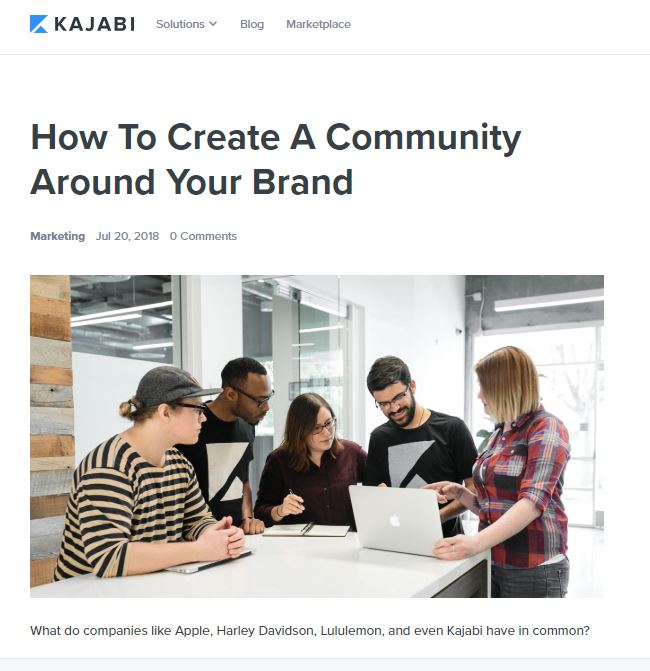 KAJABI Solutions Blog Marketplace
How To Create A Community
Around Your Brand
Marketing Jul 20, 2018 0 Comments
What do companies like Apple, Harley Davidson, Lululemon, and even Kajabi have in common?